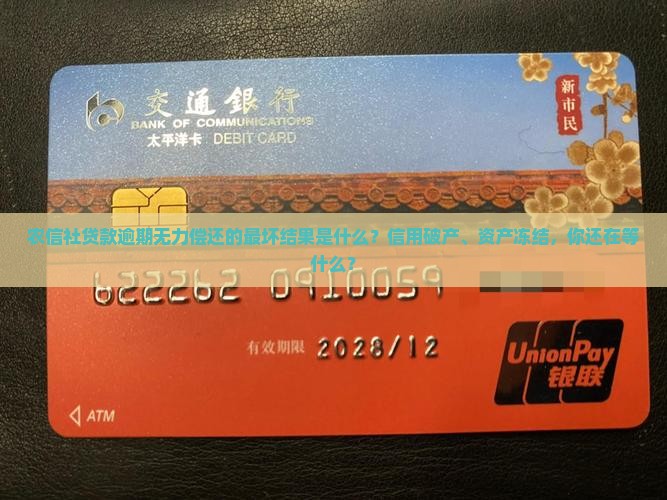 交通銀行
BANK OF COMMUNICATIONS
太平洋卡 DEBIT CARD
新市民
农信社贷款逾期无力偿还的最坏结果是什么？信用破产、资产冻结，你还在等
什么？
622262 0910059
有效期限 2028/12
UnionPay
银联
ATM